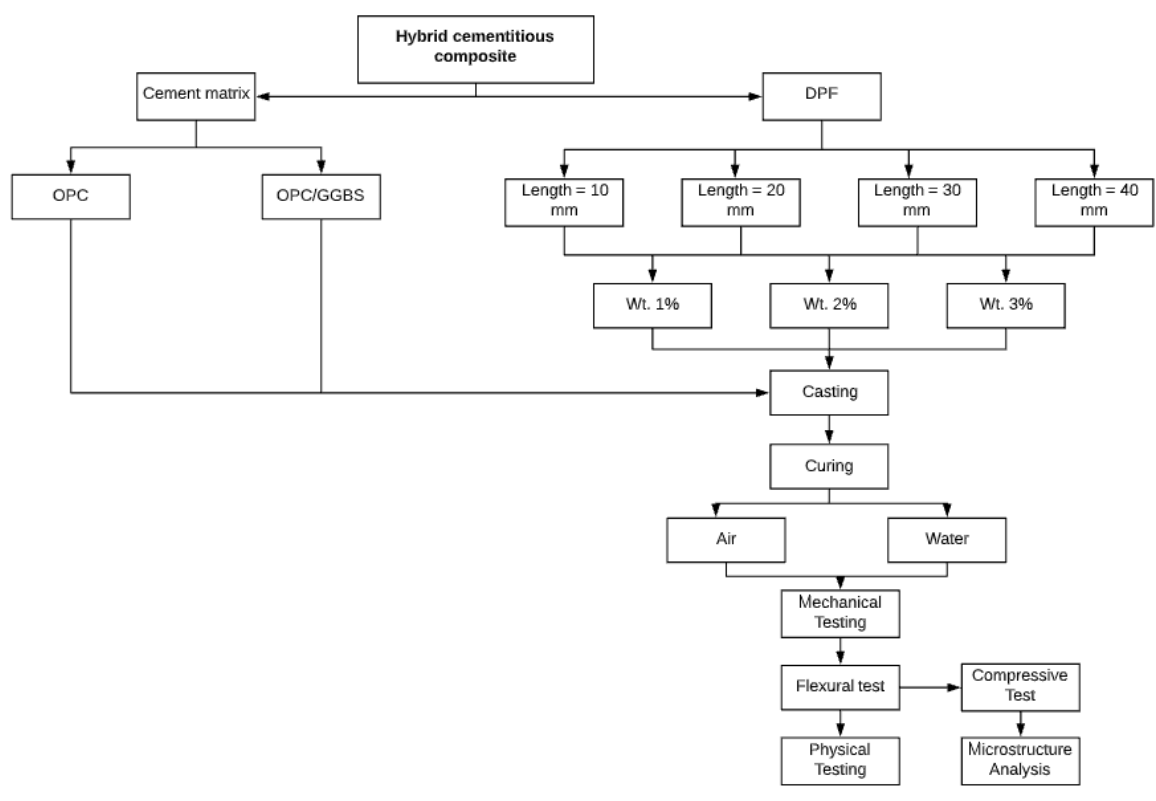 Hybrid cementitious
composite
Cement matrix
DPF
OPC
OPC/GGBS
Length = 10
mm
Length = 20
mm
Length = 30
mm
Length = 40
mm
Wt. 1%
Wt. 2%
Wt. 3%
Casting
Curing
Air
Water
Mechanical
Testing
Flexural test
Compressive
Test
Physical
Testing
Microstructure
Analysis